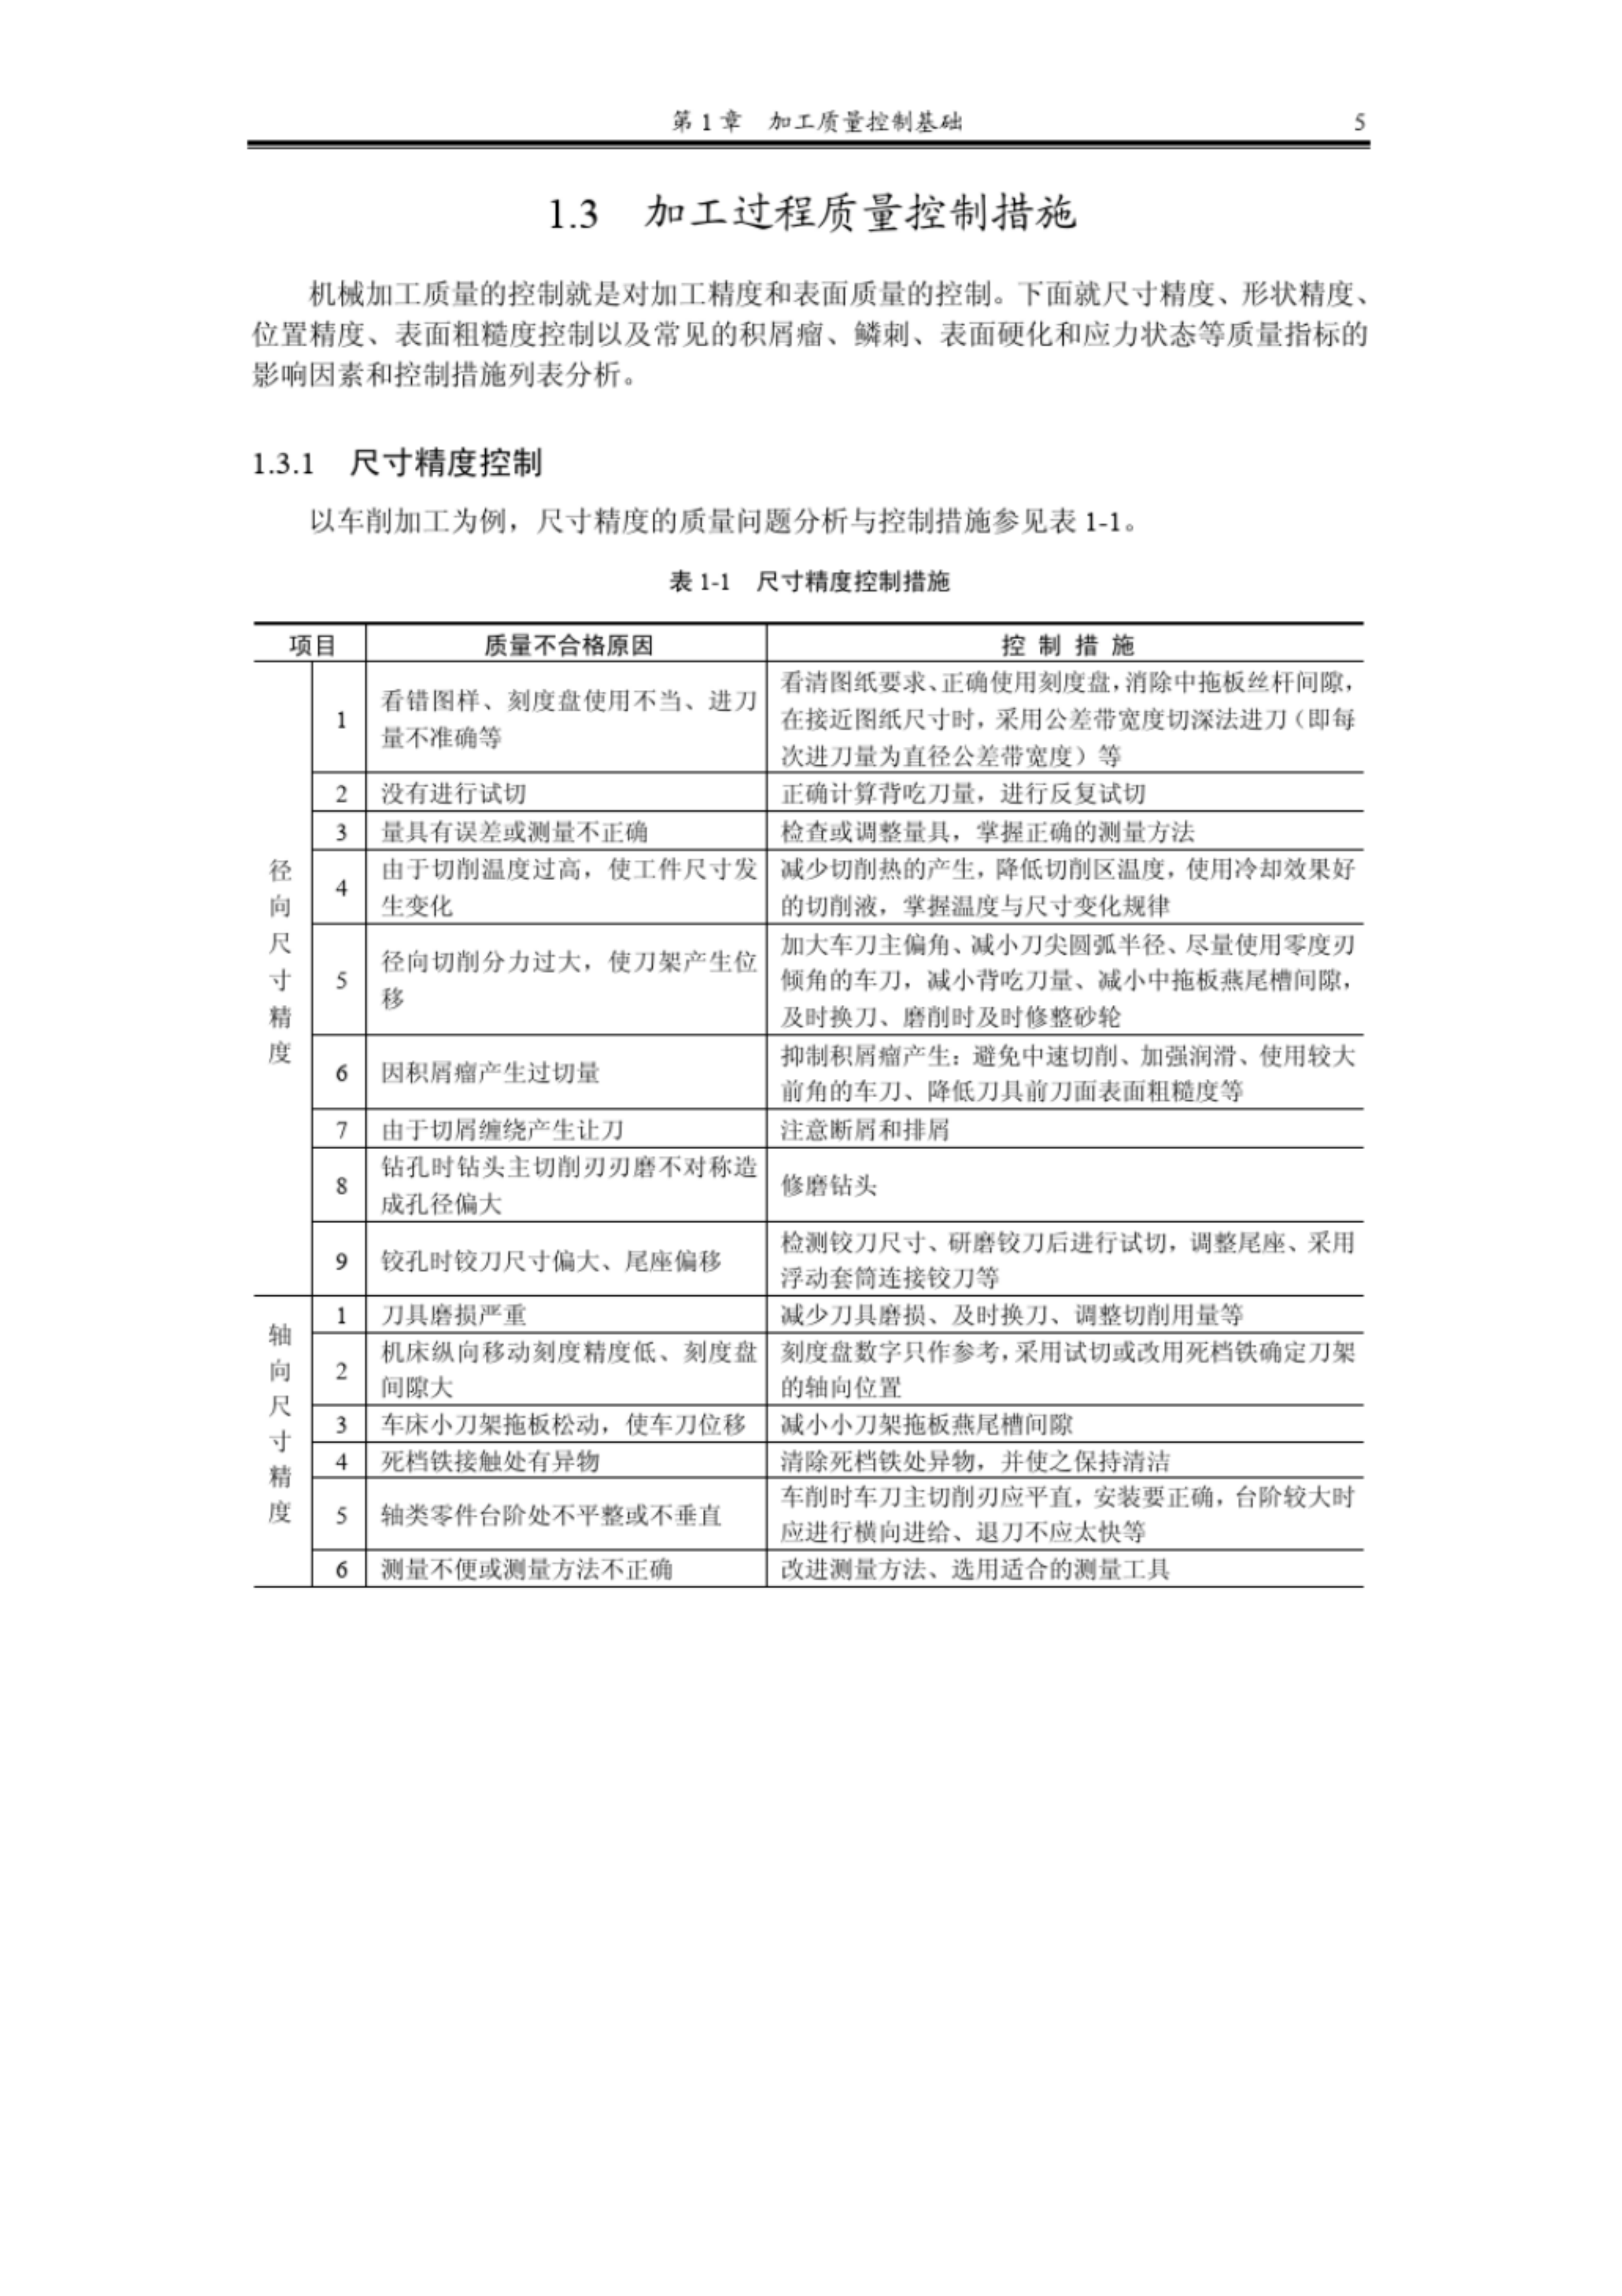 第1章　加工质量控制基础　5
1.3　加工过程质量控制措施
机械加工质量的控制就是对加工精度和表面质量的控制。下面就尺寸精度、形状精度、
位置精度、表面粗糙度控制以及常见的积屑瘤、鳞刺、表面硬化和应力状态等质量指标的
影响因素和控制措施列表分析。
1.3.1　尺寸精度控制
以车削加工为例，尺寸精度的质量问题分析与控制措施参见表 1-1。
表 1-1　尺寸精度控制措施
项目　质量不合格原因　控 制 措 施
径向尺寸精度
1　看错图样、刻度盘使用不当、进刀
量不准确等
看清图纸要求、正确使用刻度盘，消除中拖板丝杆间隙，
在接近图纸尺寸时，采用公差带宽度切深法进刀（即每
次进刀量为直径公差带宽度）等
2　没有进行试切　正确计算背吃刀量，进行反复试切
3　量具有误差或测量不正确　检查或调整量具，掌握正确的测量方法
4　由于切削温度过高，使工件尺寸发
生变化
减少切削热的产生，降低切削区温度，使用冷却效果好
的切削液，掌握温度与尺寸变化规律
5　径向切削分力过大，使刀架产生位
移
加大车刀主偏角、减小刀尖圆弧半径、尽量使用零度刃
倾角的车刀，减小背吃刀量、减小中拖板燕尾槽间隙，
及时换刀、磨削时及时修整砂轮
6　因积屑瘤产生过切量
抑制积屑瘤产生：避免中速切削、加强润滑、使用较大
前角的车刀、降低刀具前刀面表面粗糙度等
7　由于切屑缠绕产生让刀　注意断屑和排屑
8　钻孔时钻头主切削刃刃磨不对称造
成孔径偏大
修磨钻头
9　铰孔时铰刀尺寸偏大、尾座偏移
检测铰刀尺寸、研磨铰刀后进行试切，调整尾座、采用
浮动套筒连接铰刀等
轴向尺寸精度
1　刀具磨损严重　减少刀具磨损、及时换刀、调整切削用量等
2　机床纵向移动刻度精度低、刻度盘
间隙大
刻度盘数字只作参考，采用试切或改用死档铁确定刀架
的轴向位置
3　车床小刀架拖板松动，使车刀位移　减小小刀架拖板燕尾槽间隙
4　死档铁接触处有异物　清除死档铁处异物，并使之保持清洁
5　轴类零件台阶处不平整或不垂直
车削时车刀主切削刃应平直，安装要正确，台阶较大时
应进行横向进给、退刀不应太快等
6　测量不便或测量方法不正确　改进测量方法、选用适合的测量工具